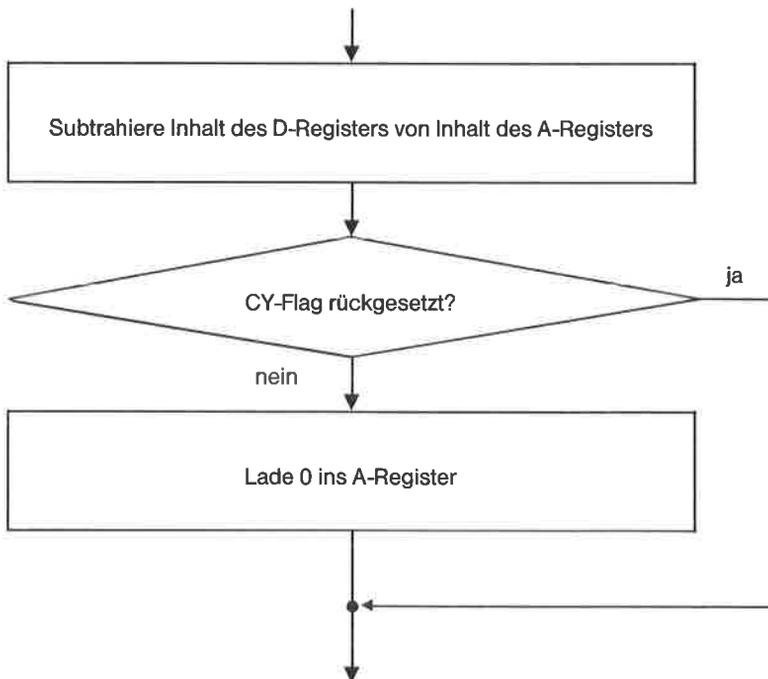 Subtrahiere Inhalt des D-Registers von Inhalt des A-Registers
CY-Flag rückgesetzt?
ja
nein
Lade 0 ins A-Register